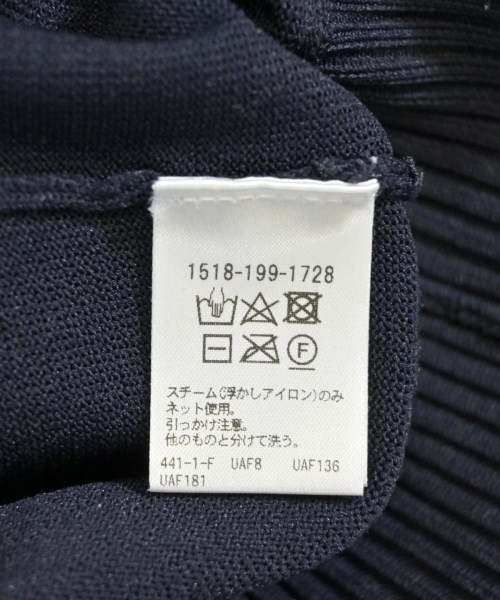 1518-199-1728
F
スチーム(浮かしアイロン)のみ
ネット使用。
引っかけ注意。
他のものと分けて洗う。
441-1-F UAF8 UAF136
UAF181